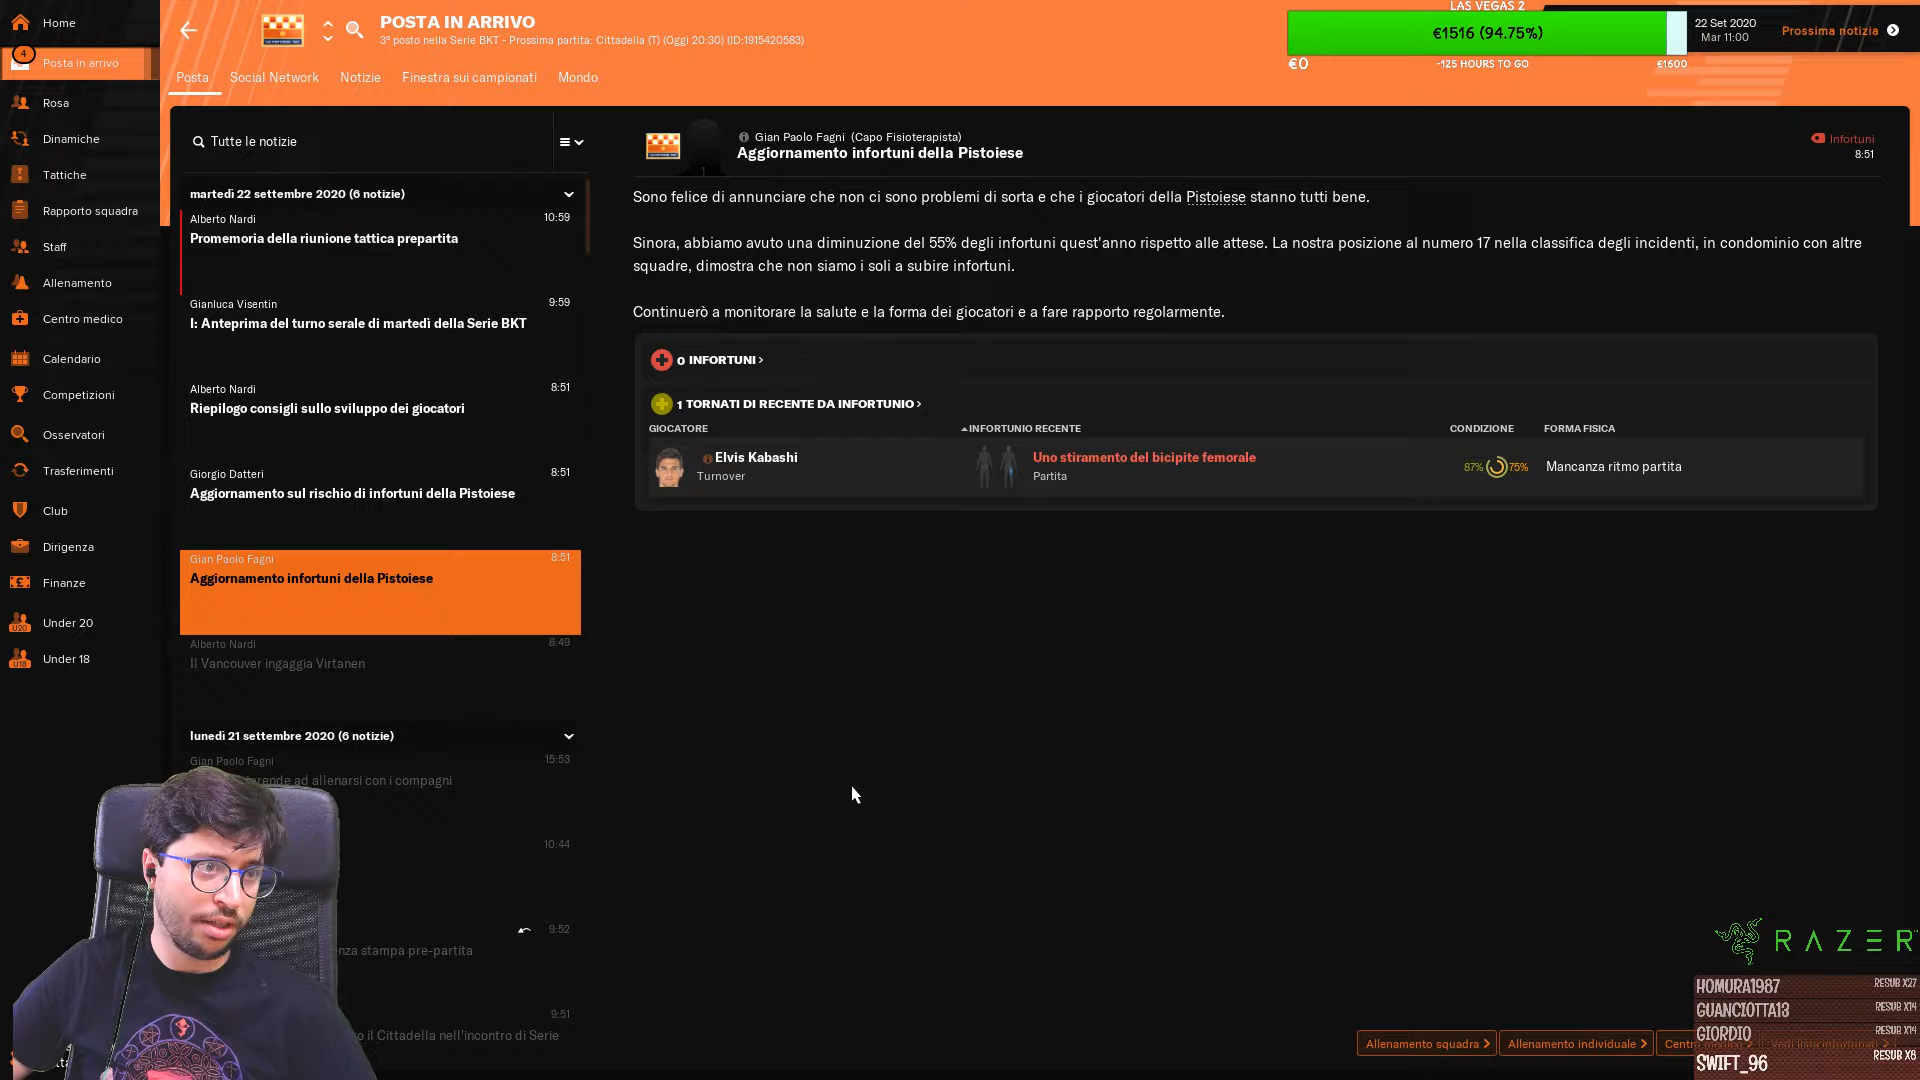 Home
4
Posta in arrivo
Rosa
Dinamiche
Tattiche
Rapporto squadra
Staff
Allenamento
Centro medico
Calendario
Competizioni
Osservatori
Trasferimenti
Club
Dirigenza
Finanze
Under 20
Under 18
POSTA IN ARRIVO
3º posto nella Serie BKT - Prossima partita: Cittadella (T) (Oggi 20:30) (ID:1915420583)
Posta Social Network Notizie Finestra sui campionati Mondo
LAS VEGAS 2
€1516 (94.75%)
€0 -125 HOURS TO GO €1600
22 Set 2020
Mar 11:00
Prossima notizia
Tutte le notizie
martedì 22 settembre 2020 (6 notizie)
Alberto Nardi 10:59
Promemoria della riunione tattica prepartita
Gianluca Visentin 9:59
I: Anteprima del turno serale di martedì della Serie BKT
Alberto Nardi 8:51
Riepilogo consigli sullo sviluppo dei giocatori
Giorgio Datteri 8:51
Aggiornamento sul rischio di infortuni della Pistoiese
Gian Paolo Fagni 8:51
Aggiornamento infortuni della Pistoiese
Alberto Nardi 8:49
Il Vancouver ingaggia Virtanen
lunedì 21 settembre 2020 (6 notizie)
Gian Paolo Fagni 15:53
ad allenarsi con i compagni
10:44
9:52
stampa pre-partita
9:51
il Cittadella nell'incontro di Serie
Gian Paolo Fagni (Capo Fisioterapista)
Aggiornamento infortuni della Pistoiese
Infortuni
8:51
Sono felice di annunciare che non ci sono problemi di sorta e che i giocatori della Pistoiese stanno tutti bene.
Sinora, abbiamo avuto una diminuzione del 55% degli infortuni quest'anno rispetto alle attese. La nostra posizione al numero 17 nella classifica degli incidenti, in condominio con altre
squadre, dimostra che non siamo i soli a subire infortuni.
Continuerò a monitorare la salute e la forma dei giocatori e a fare rapporto regolarmente.
0 INFORTUNI >
1 TORNATI DI RECENTE DA INFORTUNIO >
GIOCATORE INFORTUNIO RECENTE CONDIZIONE FORMA FISICA
Elvis Kabashi
Turnover
Uno stiramento del bicipite femorale
Partita
87% 75%
Mancanza ritmo partita
RAZER
HOMURA1987 RESUB X27
GUANCIOTTA13 RESUB X14
GIORDIO RESUB X14
SWIFT_96 RESUB X8
Allenamento squadra > Allenamento individuale >